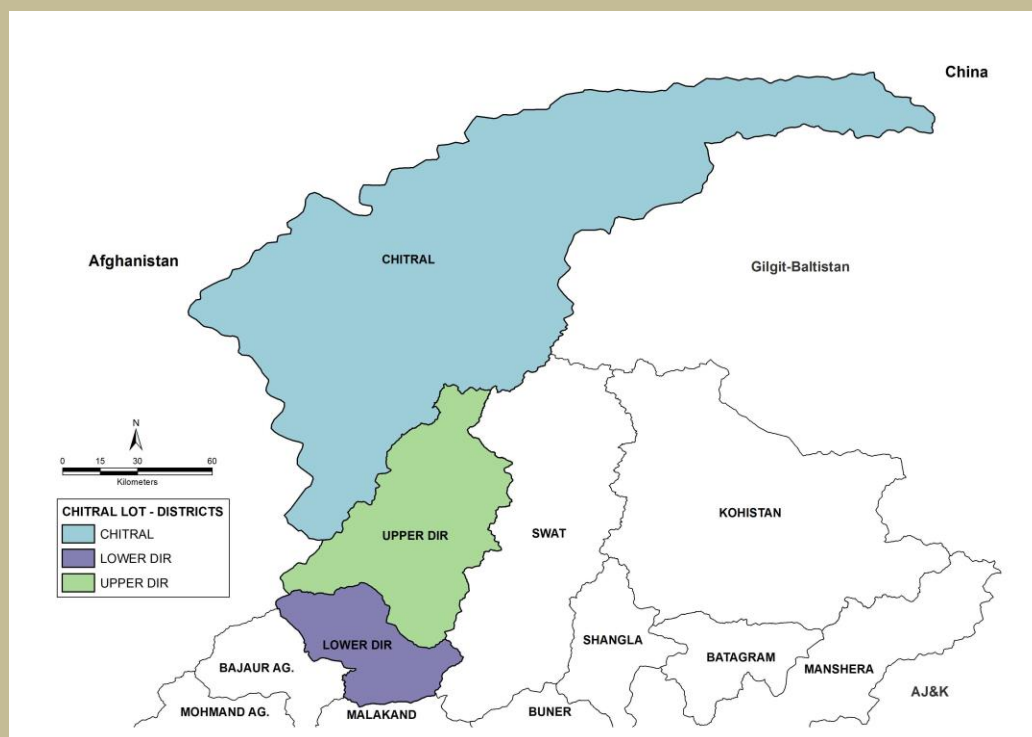 China
Afghanistan
CHITRAL
Gilgit-Baltistan
N
0 15 30 60
Kilometers
CHITRAL LOT - DISTRICTS
CHITRAL
LOWER DIR
UPPER DIR
UPPER DIR
SWAT
KOHISTAN
LOWER DIR
SHANGLA
BATAGRAM
MANSHERA
BAJAUR AG.
AJ&K
MOHMAND AG.
MALAKAND
BUNER